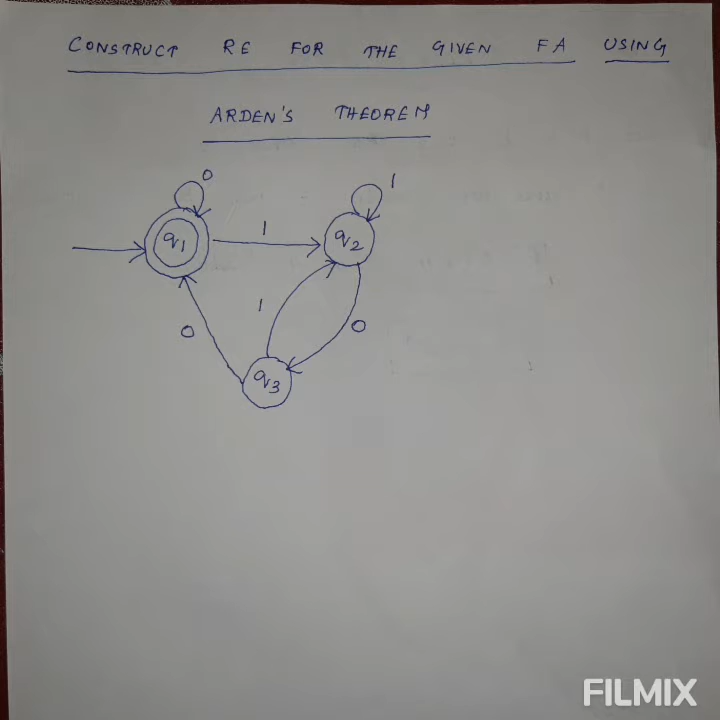 CONSTRUCT RE FOR THE GIVEN FA USING
ARDEN'S THEOREM
0
1
q1
1
q2
1
0
0
q3
FILMIX